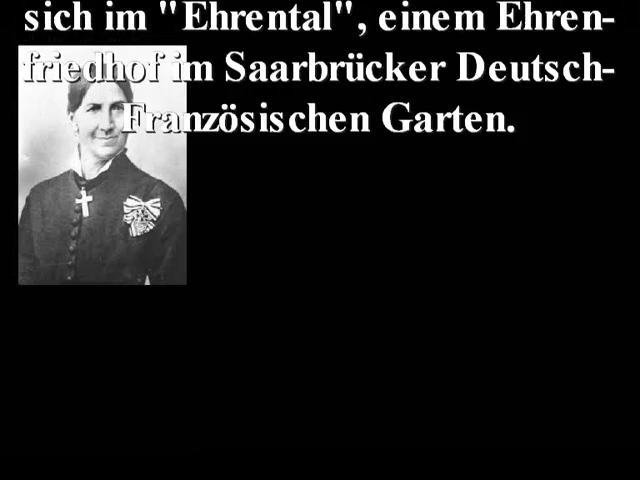 sich im "Ehrental", einem Ehren-
friedhof im Saarbrücker Deutsch-
Französischen Garten.